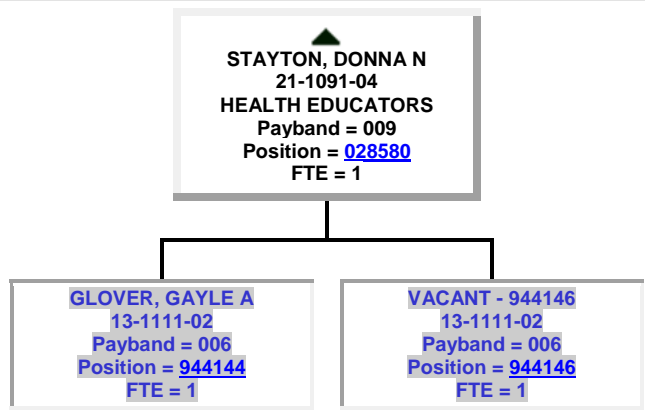 STAYTON, DONNA N
21-1091-04
HEALTH EDUCATORS
Payband = 009
Position = 028580
FTE = 1
GLOVER, GAYLE A
13-1111-02
Payband = 006
Position = 944144
FTE = 1
VACANT - 944146
13-1111-02
Payband = 006
Position = 944146
FTE = 1